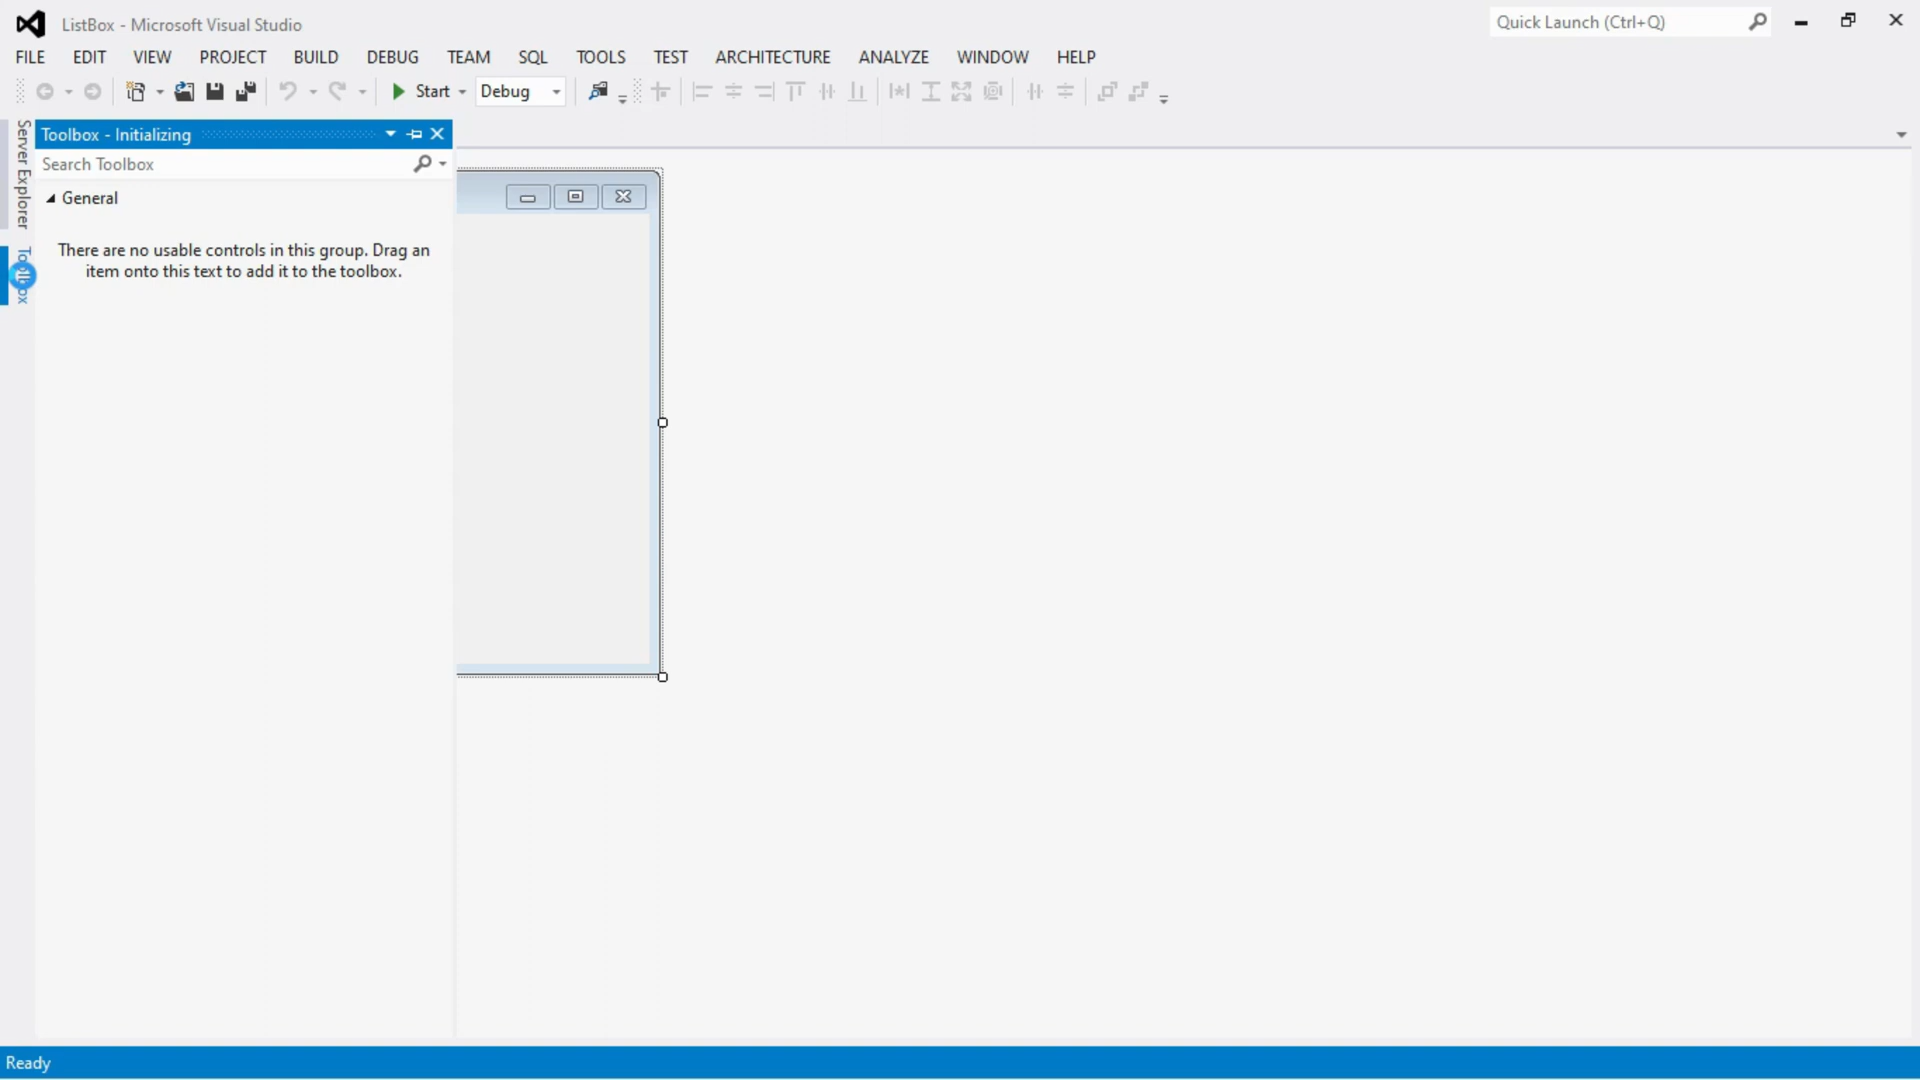 ListBox - Microsoft Visual Studio
Quick Launch (Ctrl+Q)
FILE EDIT VIEW PROJECT BUILD DEBUG TEAM SQL TOOLS TEST ARCHITECTURE ANALYZE WINDOW HELP
Start Debug
Server Explorer
Toolbox
Toolbox - Initializing
Search Toolbox
General
There are no usable controls in this group. Drag an
item onto this text to add it to the toolbox.
Ready